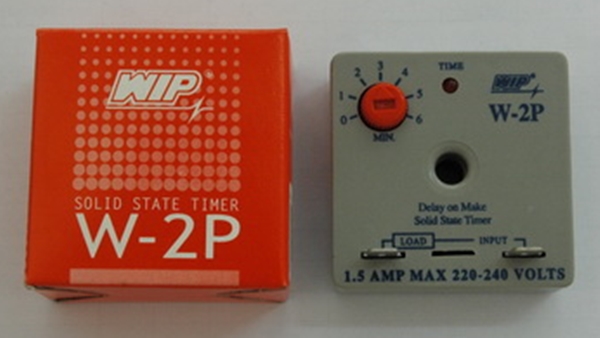 WIP
SOLID STATE TIMER
W-2P
TIME
WIP
W-2P
0 1 2 3 4 5 6
MIN.
Delay on Make
Solid State Timer
LOAD INPUT
1.5 AMP MAX 220-240 VOLTS